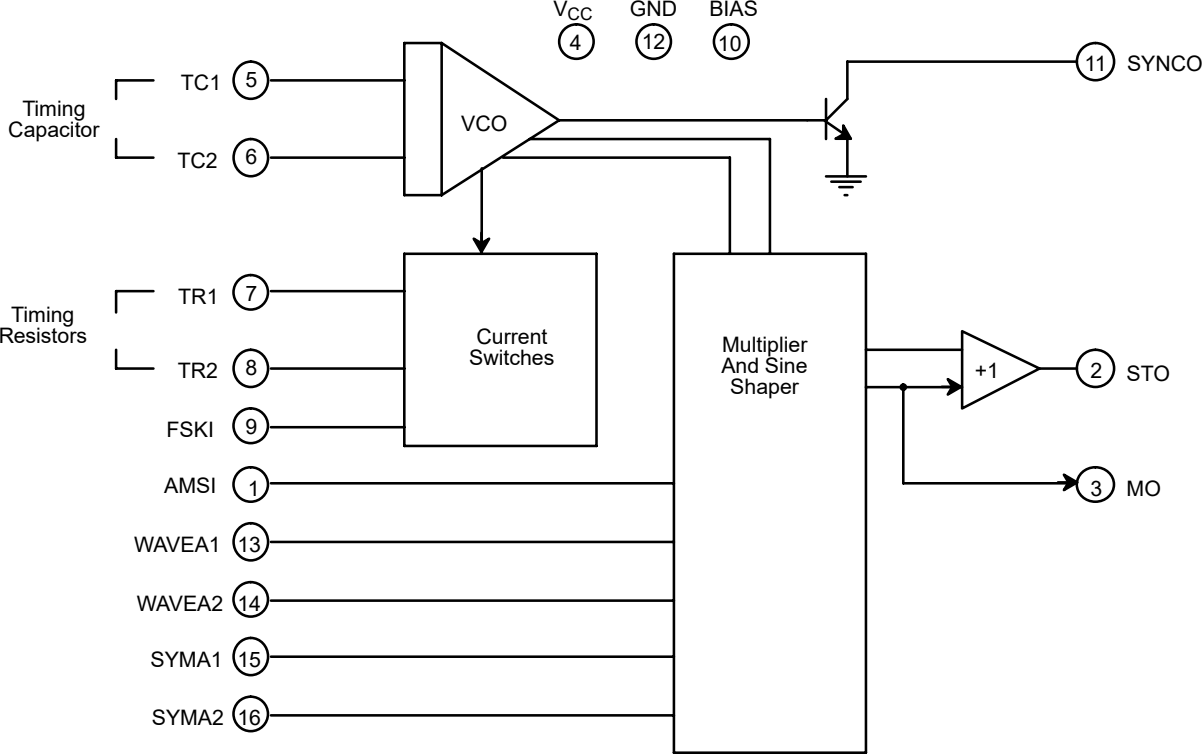 VCC GND BIAS
4 12 10
TC1 5
11 SYNCO
Timing
Capacitor
VCO
TC2 6
TR1 7
Timing
Resistors
TR2 8
Current
Switches
Multiplier
And Sine
Shaper
+1
2 STO
FSKI 9
AMSI 1
3 MO
WAVEA1 13
WAVEA2 14
SYMA1 15
SYMA2 16